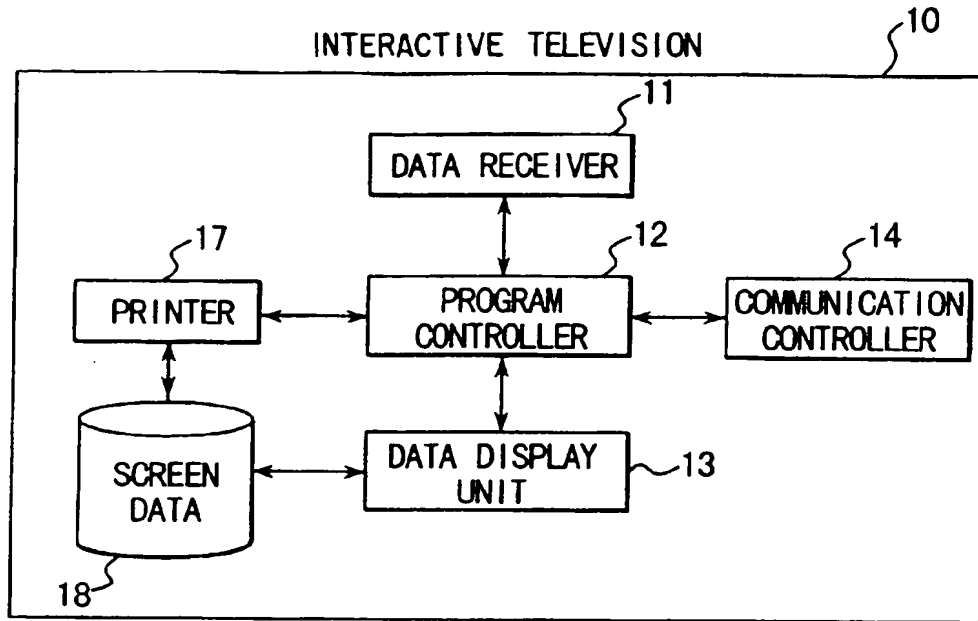 INTERACTIVE TELEVISION
10
11
DATA RECEIVER
17
12
14
PRINTER
PROGRAM
CONTROLLER
COMMUNICATION
CONTROLLER
SCREEN
DATA
DATA DISPLAY
UNIT
13
18